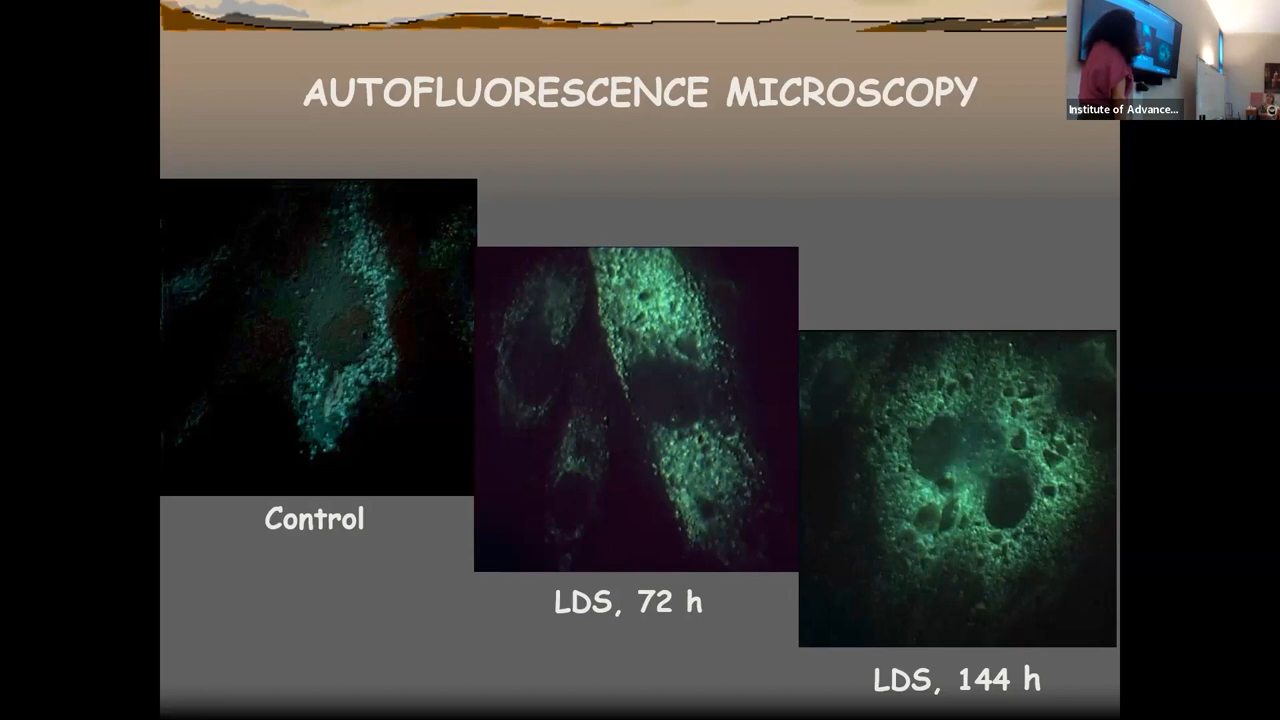 AUTOFLUORESCENCE MICROSCOPY
Institute of Advance...
Control
LDS, 72 h
LDS, 144 h